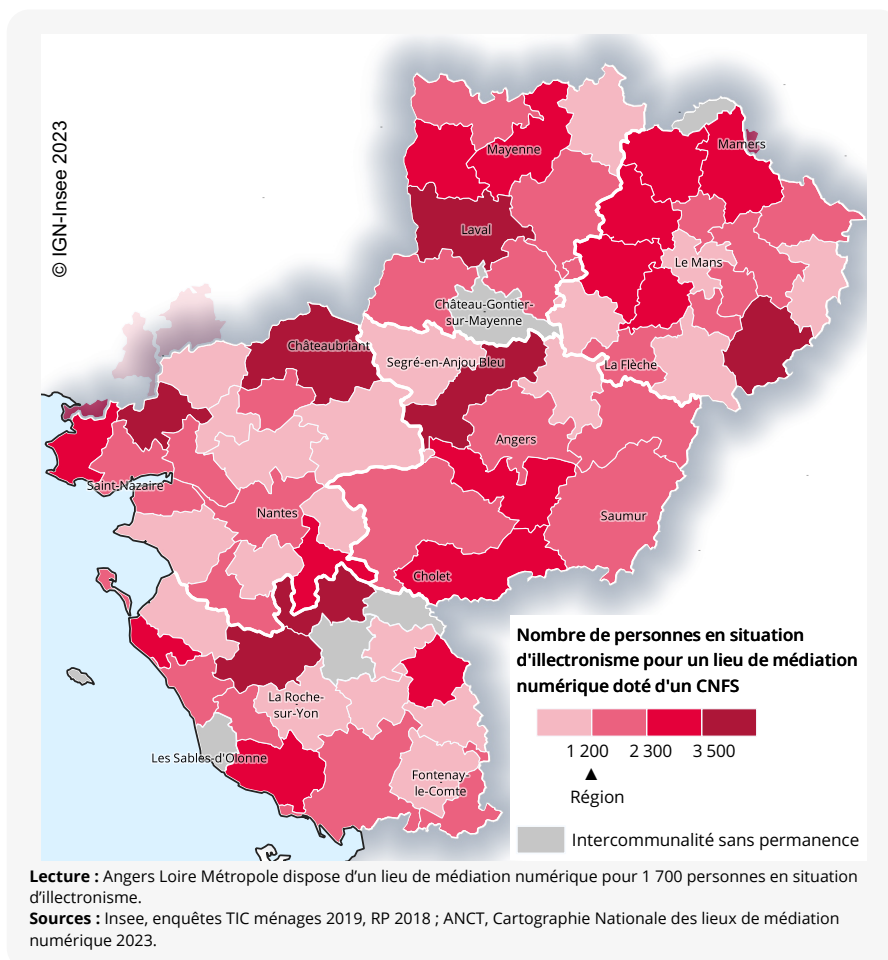 © IGN-Insee 2023
Mayenne
Mamers
Laval
Le Mans
Château-Gontier-
sur-Mayenne
Châteaubriant
Segré-en-Anjou Bleu
La Flèche
Angers
Saint-Nazaire
Nantes
Saumur
Cholet
La Roche-
sur-Yon
Les Sables-d'Olonne
Fontenay-
le-Comte
Nombre de personnes en situation
d'illectronisme pour un lieu de médiation
numérique doté d'un CNFS
1 200 2 300 3 500
Région
Intercommunalité sans permanence
Lecture : Angers Loire Métropole dispose d’un lieu de médiation numérique pour 1 700 personnes en situation
d’illectronisme.
Sources : Insee, enquêtes TIC ménages 2019, RP 2018 ; ANCT, Cartographie Nationale des lieux de médiation
numérique 2023.